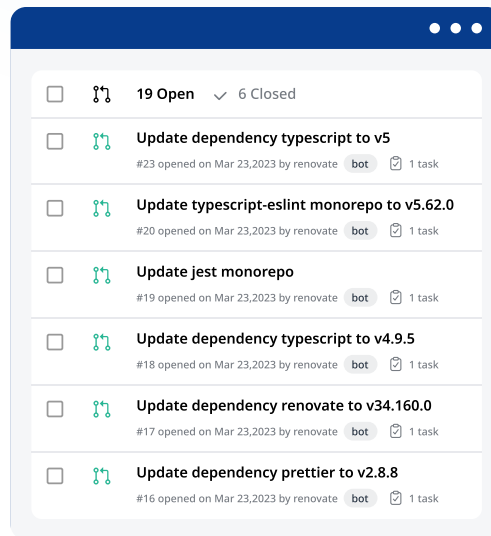 19 Open 6 Closed
Update dependency typescript to v5
#23 opened on Mar 23,2023 by renovate bot 1 task
Update typescript-eslint monorepo to v5.62.0
#20 opened on Mar 23,2023 by renovate bot 1 task
Update jest monorepo
#19 opened on Mar 23,2023 by renovate bot 1 task
Update dependency typescript to v4.9.5
#18 opened on Mar 23,2023 by renovate bot 1 task
Update dependency renovate to v34.160.0
#17 opened on Mar 23,2023 by renovate bot 1 task
Update dependency prettier to v2.8.8
#16 opened on Mar 23,2023 by renovate bot 1 task